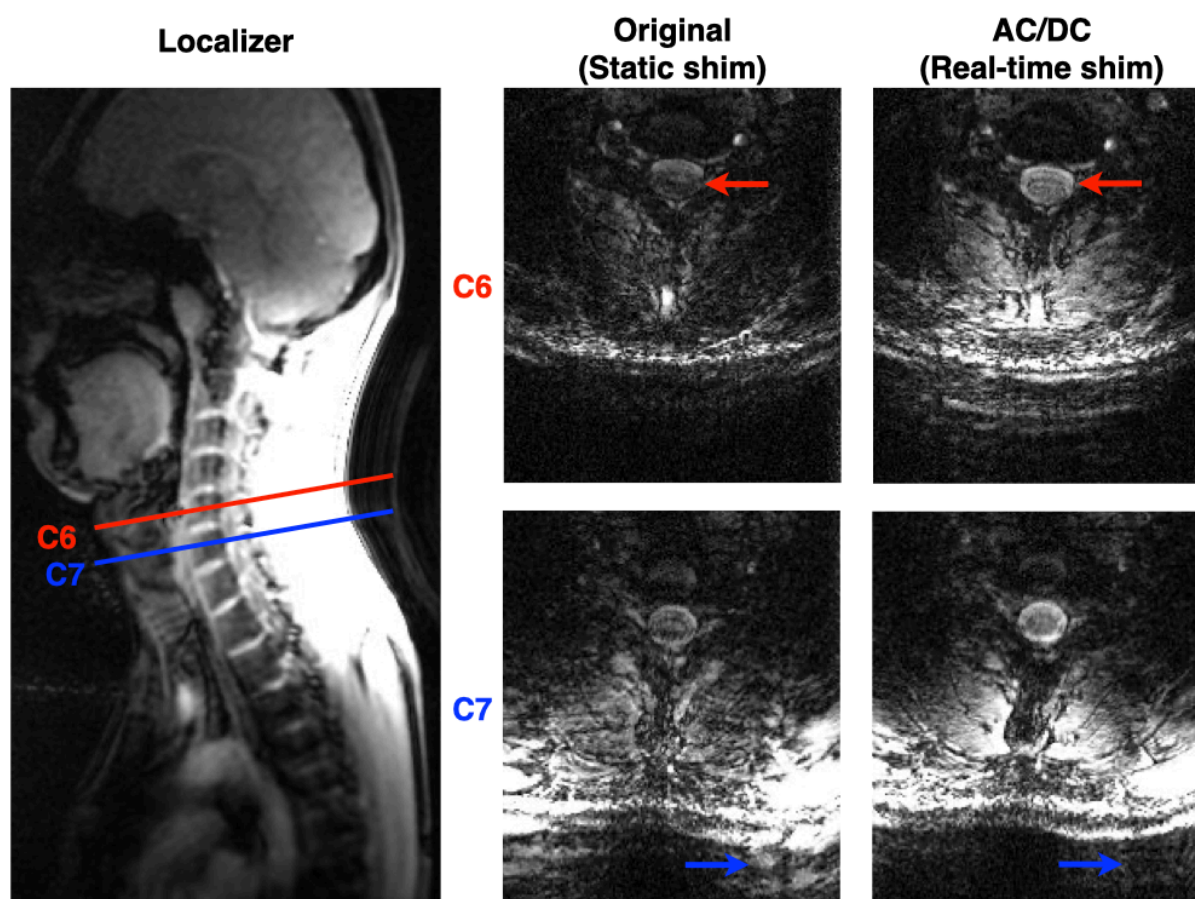 Localizer
Original
(Static shim)
AC/DC
(Real-time shim)
C6
C6
C7
C7